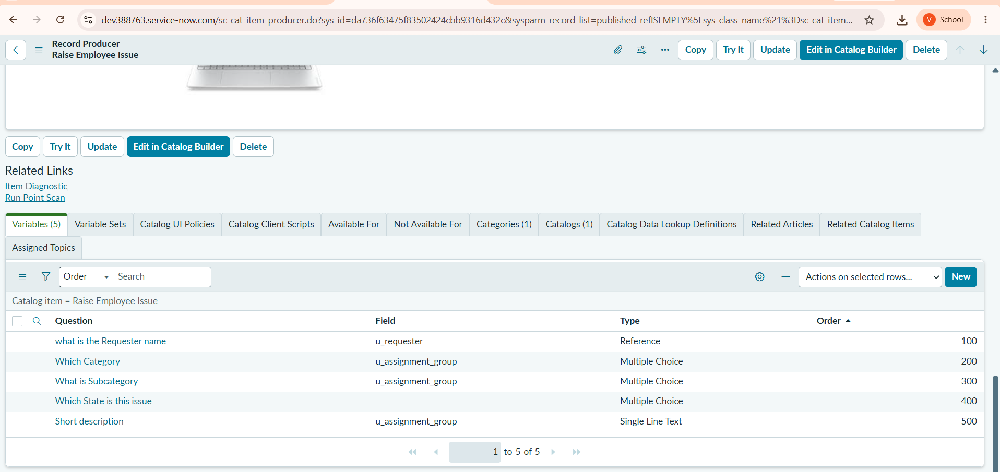 dev388763.service-now.com/sc_cat_item_producer.do?sys_id=da736f63475f83502424cbb9316d432c&sysparm_record_list=published_refISEMPTY%5Esys_class_name%21%3Dsc_cat_item...
V School
Record Producer
Raise Employee Issue
Copy Try It Update Edit in Catalog Builder Delete
Copy Try It Update Edit in Catalog Builder Delete
Related Links
Item Diagnostic
Run Point Scan
Variables (5) Variable Sets Catalog UI Policies Catalog Client Scripts Available For Not Available For Categories (1) Catalogs (1) Catalog Data Lookup Definitions Related Articles Related Catalog Items
Assigned Topics
Order Search Actions on selected rows... New
Catalog item = Raise Employee Issue
Question Field Type Order
what is the Requester name u_requester Reference 100
Which Category u_assignment_group Multiple Choice 200
What is Subcategory u_assignment_group Multiple Choice 300
Which State is this issue Multiple Choice 400
Short description u_assignment_group Single Line Text 500
1 to 5 of 5